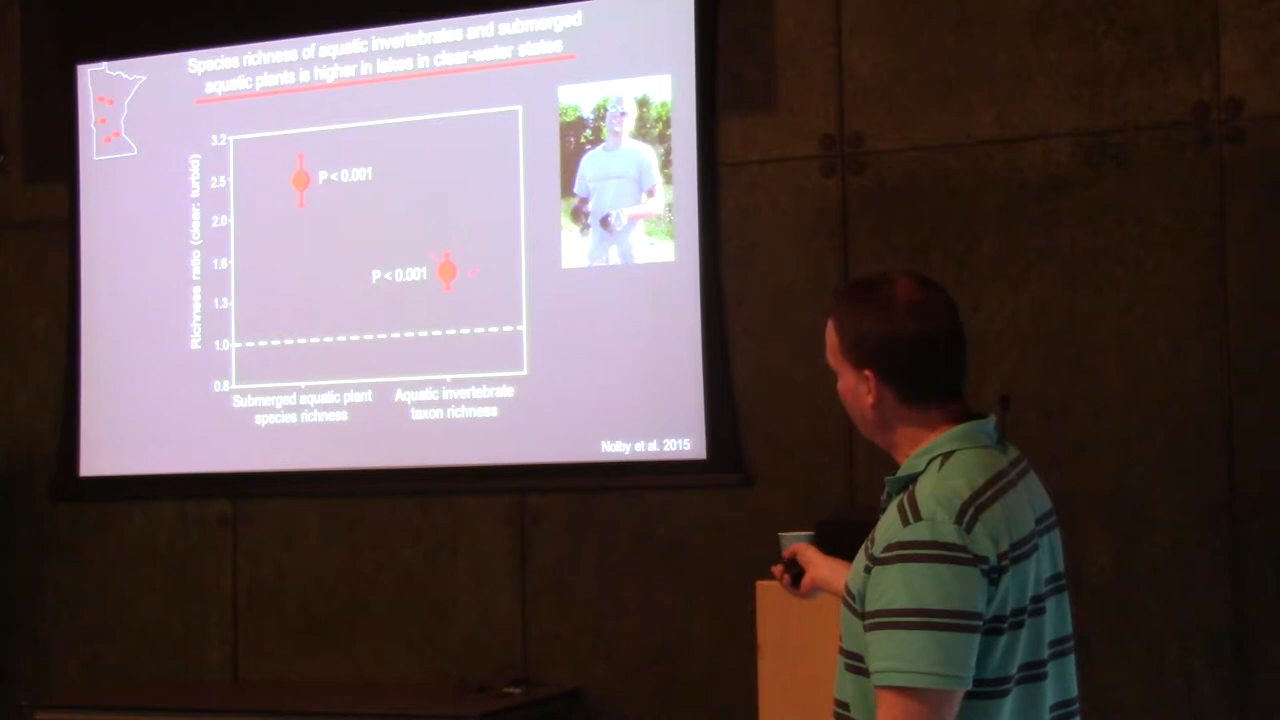 Species richness of aquatic invertebrates and submerged
aquatic plants is higher in lakes in clear-water states
Richness ratio (clear: turbid)
3.2
2.5
2.0
1.6
1.3
1.0
0.8
P < 0.001
P < 0.001
Submerged aquatic plant
species richness
Aquatic invertebrate
taxon richness
Nolby et al. 2015